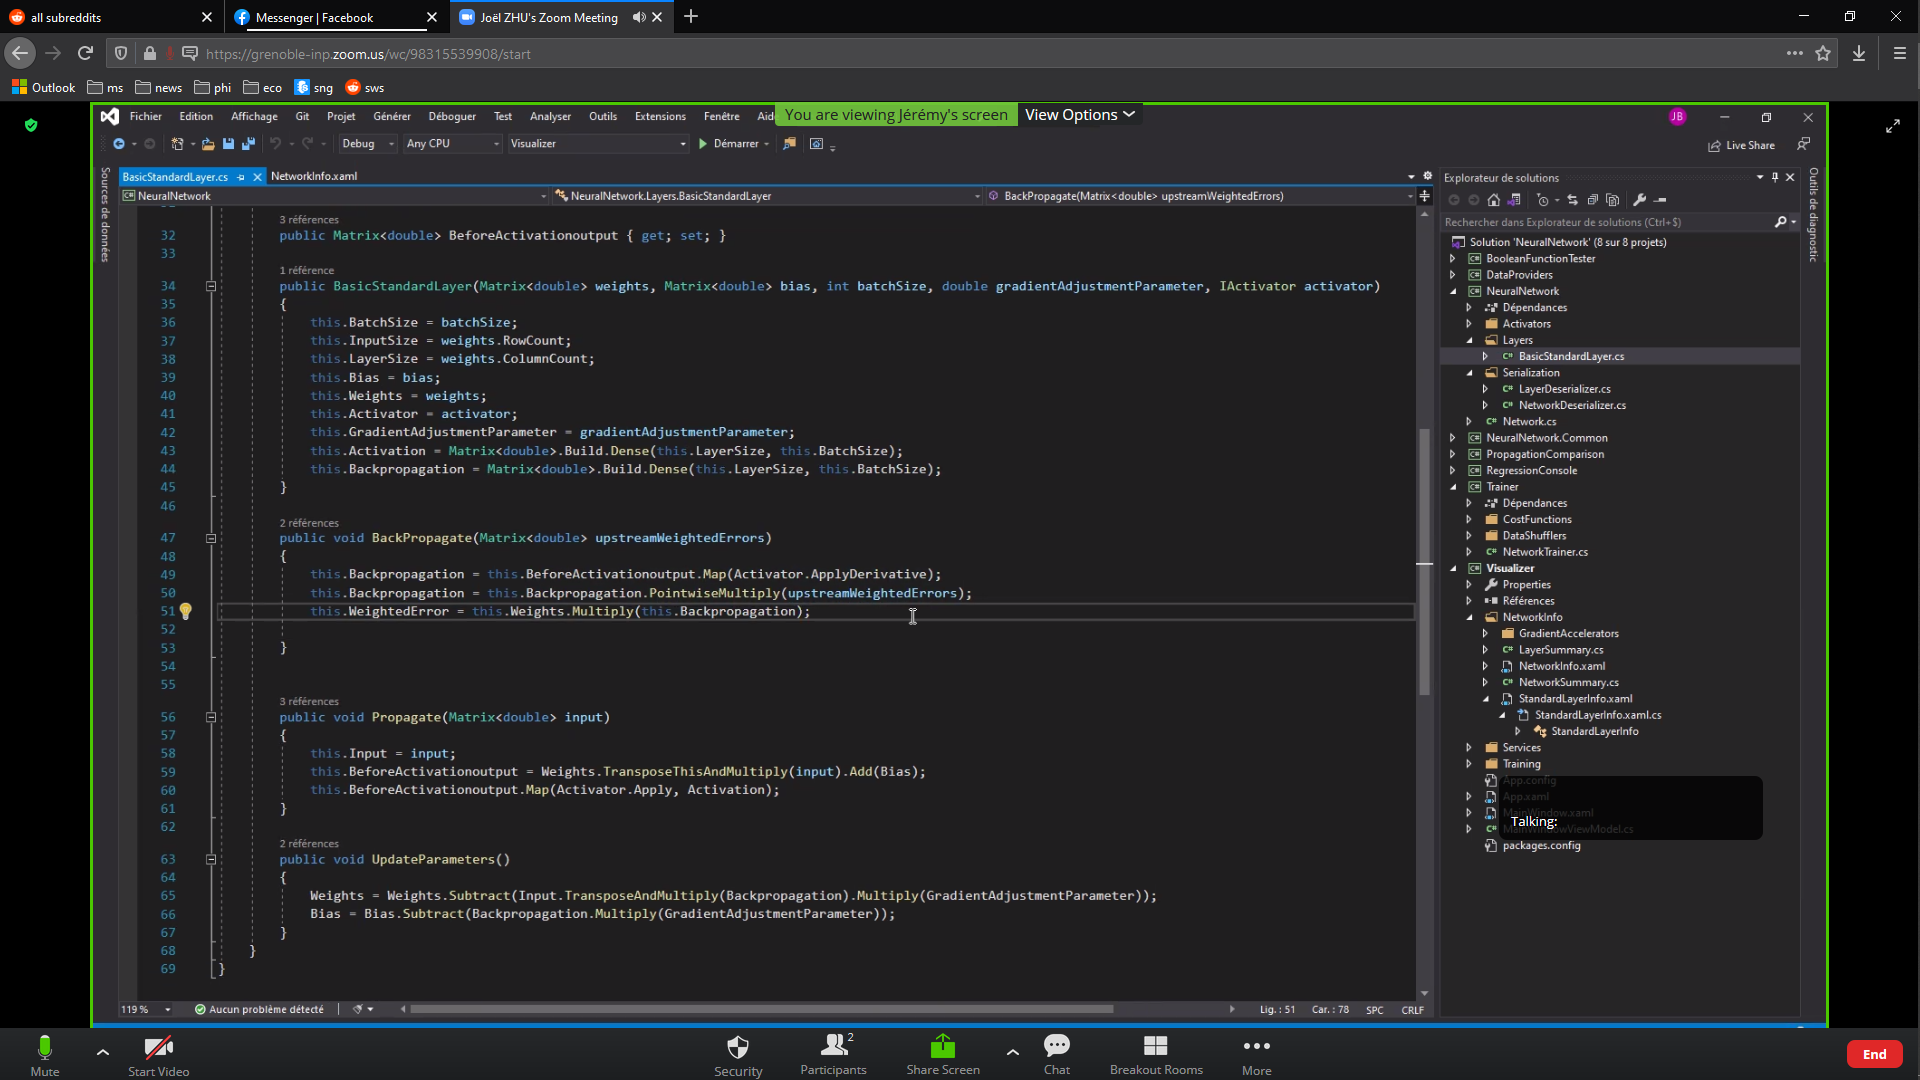 all subreddits
Messenger | Facebook
Joël ZHU's Zoom Meeting
https://grenoble-inp.zoom.us/wc/98315539908/start
Outlook ms news phi eco sng sws
You are viewing Jérémy's screen View Options
Fichier Edition Affichage Git Projet Générer Déboguer Test Analyser Outils Extensions Fenêtre
JB
Debug Any CPU Visualizer Démarrer Live Share
Sources de données
BasicStandardLayer.cs NetworkInfo.xaml
NeuralNetwork NeuralNetwork.Layers.BasicStandardLayer BackPropagate(Matrix<double> upstreamWeightedErrors)
3 références
32 public Matrix<double> BeforeActivationoutput { get; set; }
33
1 référence
34 public BasicStandardLayer(Matrix<double> weights, Matrix<double> bias, int batchSize, double gradientAdjustmentParameter, IActivator activator)
35 {
36 this.BatchSize = batchSize;
37 this.InputSize = weights.RowCount;
38 this.LayerSize = weights.ColumnCount;
39 this.Bias = bias;
40 this.Weights = weights;
41 this.Activator = activator;
42 this.GradientAdjustmentParameter = gradientAdjustmentParameter;
43 this.Activation = Matrix<double>.Build.Dense(this.LayerSize, this.BatchSize);
44 this.Backpropagation = Matrix<double>.Build.Dense(this.LayerSize, this.BatchSize);
45 }
46
2 références
47 public void BackPropagate(Matrix<double> upstreamWeightedErrors)
48 {
49 this.Backpropagation = this.BeforeActivationoutput.Map(Activator.ApplyDerivative);
50 this.Backpropagation = this.Backpropagation.PointwiseMultiply(upstreamWeightedErrors);
51 this.WeightedError = this.Weights.Multiply(this.Backpropagation);
52
53 }
54
55
3 références
56 public void Propagate(Matrix<double> input)
57 {
58 this.Input = input;
59 this.BeforeActivationoutput = Weights.TransposeThisAndMultiply(input).Add(Bias);
60 this.BeforeActivationoutput.Map(Activator.Apply, Activation);
61 }
62
2 références
63 public void UpdateParameters()
64 {
65 Weights = Weights.Subtract(Input.TransposeAndMultiply(Backpropagation).Multiply(GradientAdjustmentParameter));
66 Bias = Bias.Subtract(Backpropagation.Multiply(GradientAdjustmentParameter));
67 }
68 }
69 }
119 % Aucun problème détecté Lig. : 51 Car. : 78 SPC CRLF
Explorateur de solutions
Rechercher dans Explorateur de solutions (Ctrl+$)
Solution 'NeuralNetwork' (8 sur 8 projets)
BooleanFunctionTester
DataProviders
NeuralNetwork
Dépendances
Activators
Layers
BasicStandardLayer.cs
Serialization
LayerDeserializer.cs
NetworkDeserializer.cs
Network.cs
NeuralNetwork.Common
PropagationComparison
RegressionConsole
Trainer
Dépendances
CostFunctions
DataShufflers
NetworkTrainer.cs
Visualizer
Properties
Références
NetworkInfo
GradientAccelerators
LayerSummary.cs
NetworkInfo.xaml
NetworkSummary.cs
StandardLayerInfo.xaml
StandardLayerInfo.xaml.cs
StandardLayerInfo
Services
Training
App.config
App.xaml
MainWindow.xaml
Talking:
MainWindowViewModel.cs
packages.config
Outils de diagnostic
Mute Start Video Security Participants 2 Share Screen Chat Breakout Rooms More End